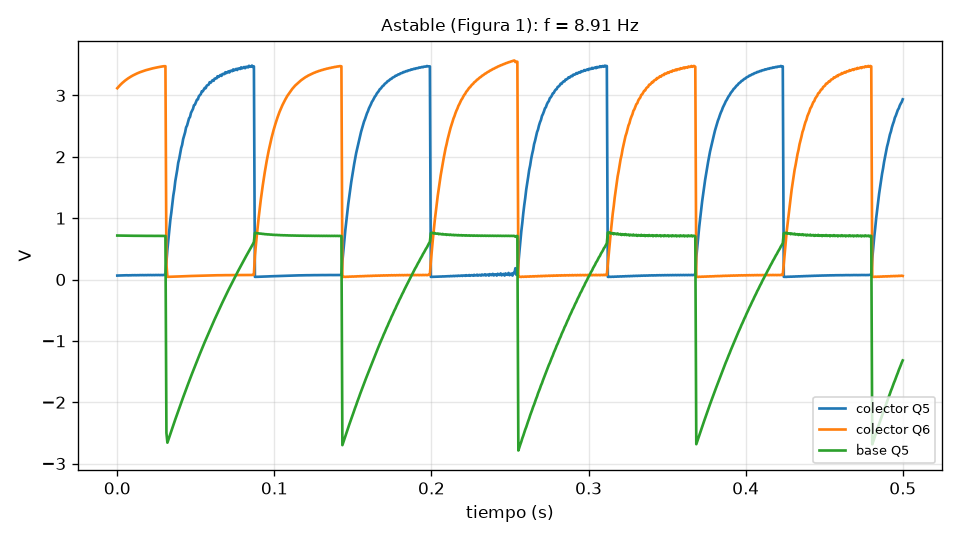 Astable (Figura 1): f = 8.91 Hz
V
3
2
1
0
−1
−2
−3
0.0
0.1
0.2
0.3
0.4
0.5
tiempo (s)
colector Q5
colector Q6
base Q5